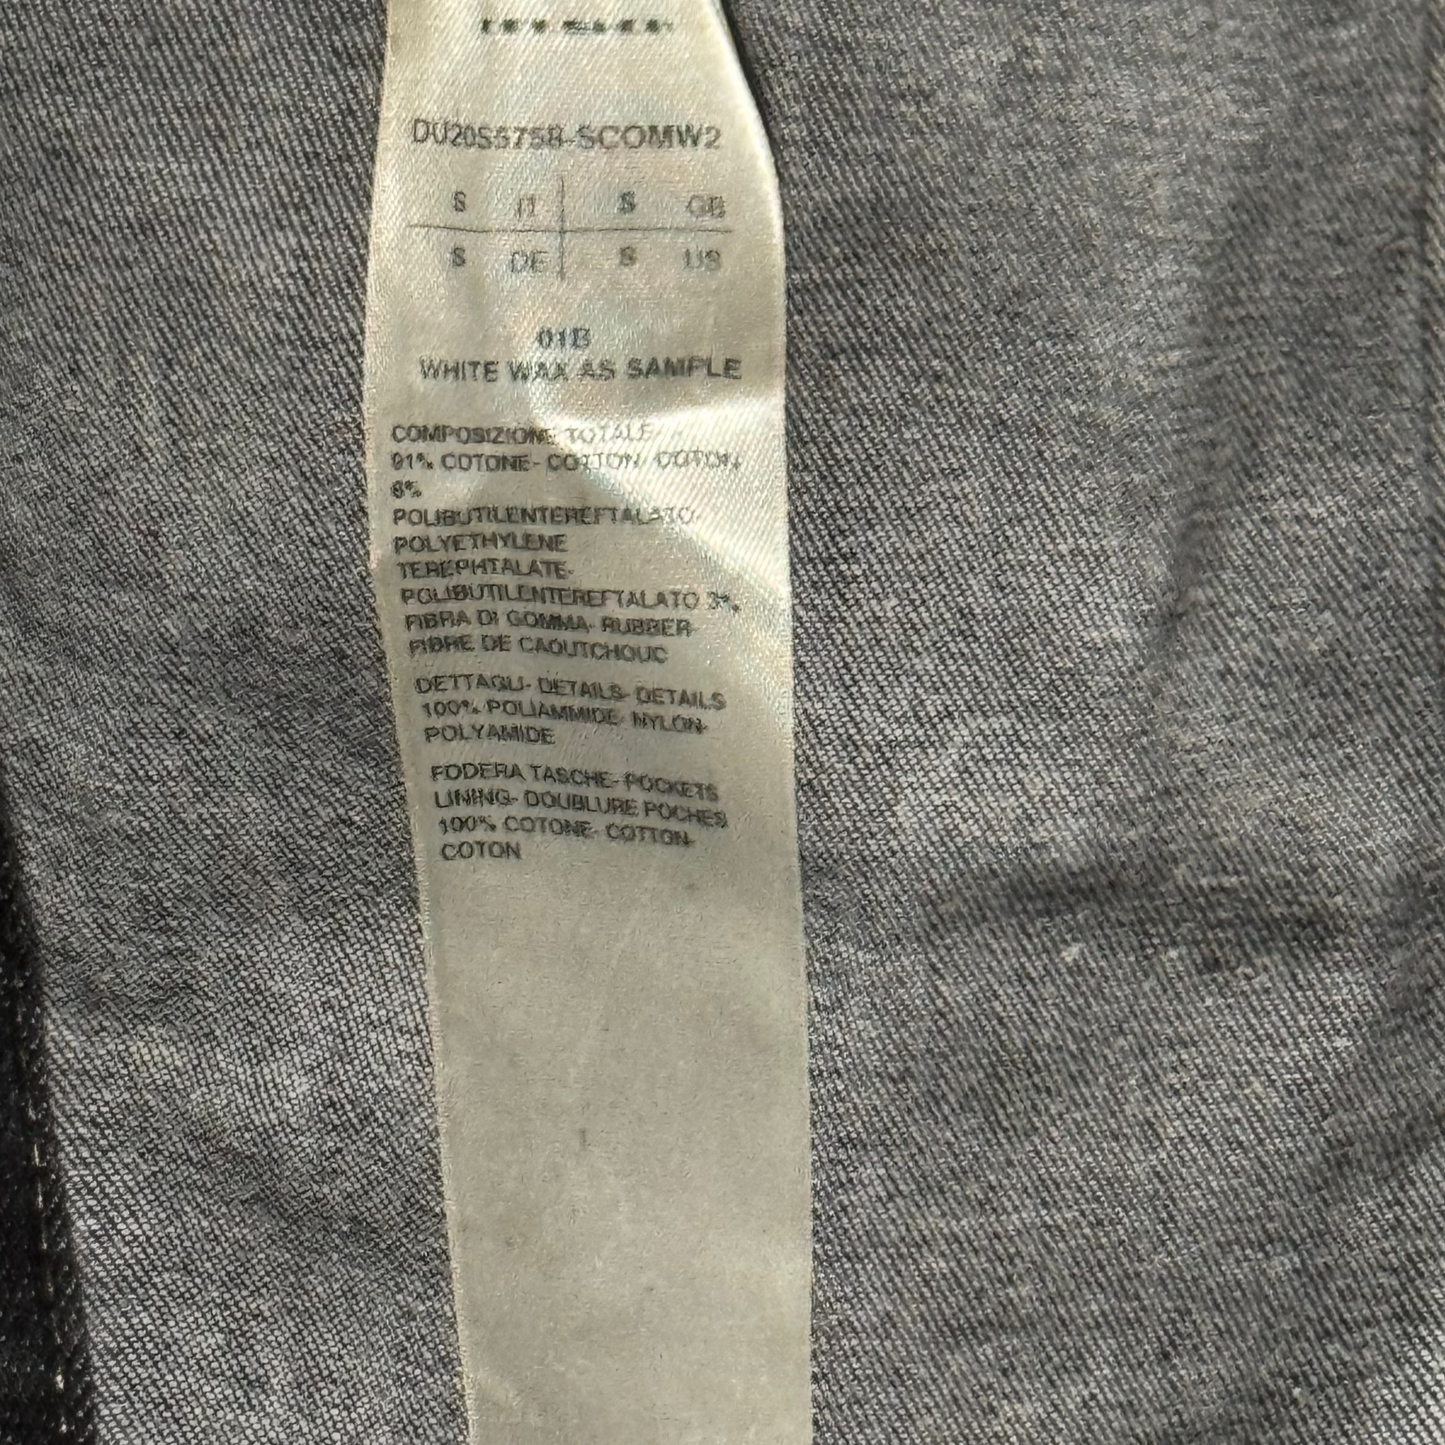 DU20S5758-SCOMW2
S IT S GB
S DE S US
01B
WHITE WAX AS SAMPLE
COMPOSIZIONE TOTALE
91% COTONE- COTTON- COTON,
6%
POLIBUTILENTEREFTALATO-
POLYETHYLENE
TEREPHTALATE-
POLIBUTILENTEREFTALATO 3%
FIBRA DI GOMMA- RUBBER-
FIBRE DE CAOUTCHOUC
DETTAGLI- DETAILS- DETAILS
100% POLIAMMIDE- NYLON-
POLYAMIDE
FODERA TASCHE- POCKETS
LINING- DOUBLURE POCHES
100% COTONE- COTTON-
COTON